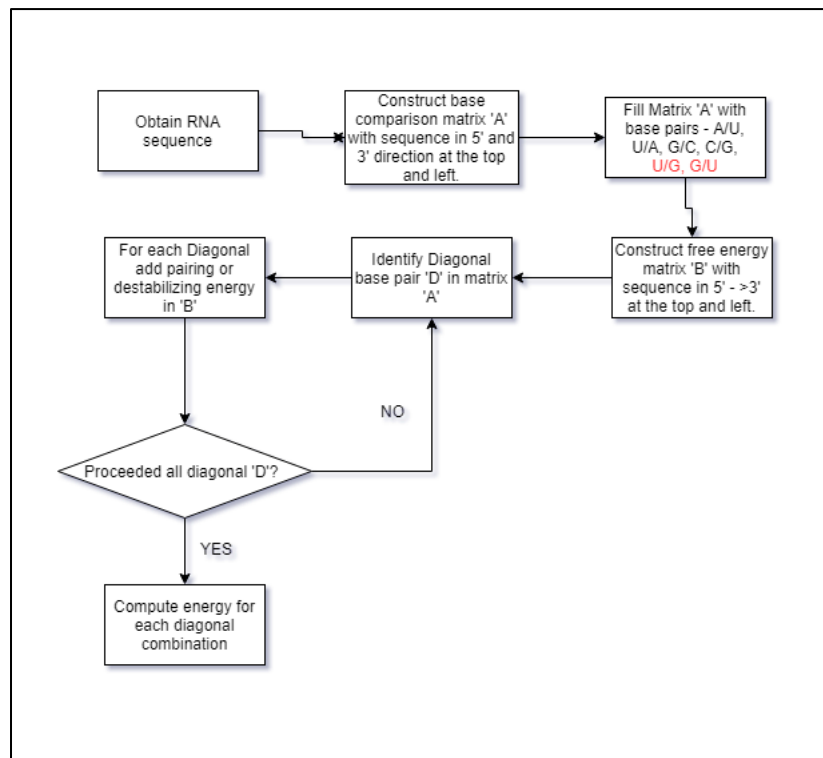 Obtain RNA
sequence
Construct base
comparison matrix 'A'
with sequence in 5' and
3' direction at the top
and left.
Fill Matrix 'A' with
base pairs - A/U,
U/A, G/C, C/G,
U/G, G/U
Construct free energy
matrix 'B' with
sequence in 5' - >3'
at the top and left.
Identify Diagonal
base pair 'D' in matrix
'A'
For each Diagonal
add pairing or
destabilizing energy
in 'B'
Proceeded all diagonal 'D'?
NO
YES
Compute energy for
each diagonal
combination